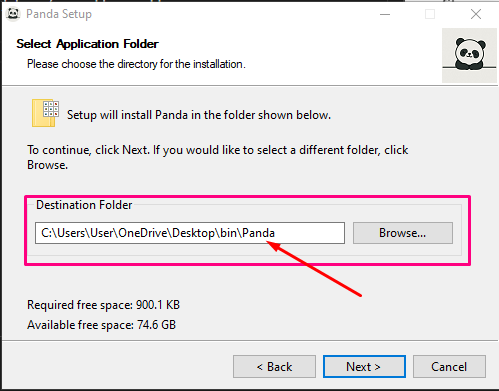 Panda Setup
Select Application Folder
Please choose the directory for the installation.
Setup will install Panda in the folder shown below.
To continue, click Next. If you would like to select a different folder, click
Browse.
Destination Folder
C:\Users\User\OneDrive\Desktop\bin\Panda
Browse...
Required free space: 900.1 KB
Available free space: 74.6 GB
< Back
Next >
Cancel